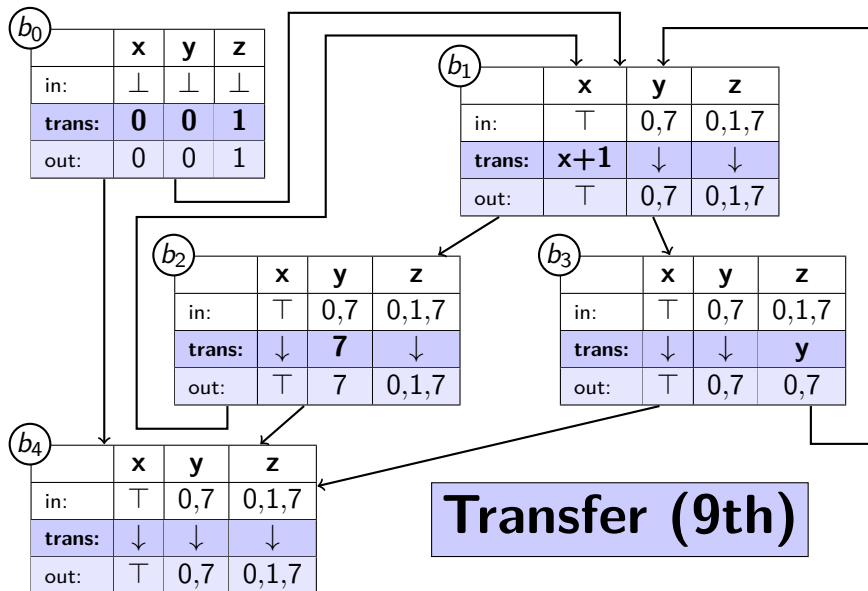 b₀
x y z
in: ⊥ ⊥ ⊥
trans: 0 0 1
out: 0 0 1
b₁
x y z
in: ⊤ 0,7 0,1,7
trans: x+1 ↓ ↓
out: ⊤ 0,7 0,1,7
b₂
x y z
in: ⊤ 0,7 0,1,7
trans: ↓ 7 ↓
out: ⊤ 7 0,1,7
b₃
x y z
in: ⊤ 0,7 0,1,7
trans: ↓ ↓ y
out: ⊤ 0,7 0,7
b₄
x y z
in: ⊤ 0,7 0,1,7
trans: ↓ ↓ ↓
out: ⊤ 0,7 0,1,7
Transfer (9th)